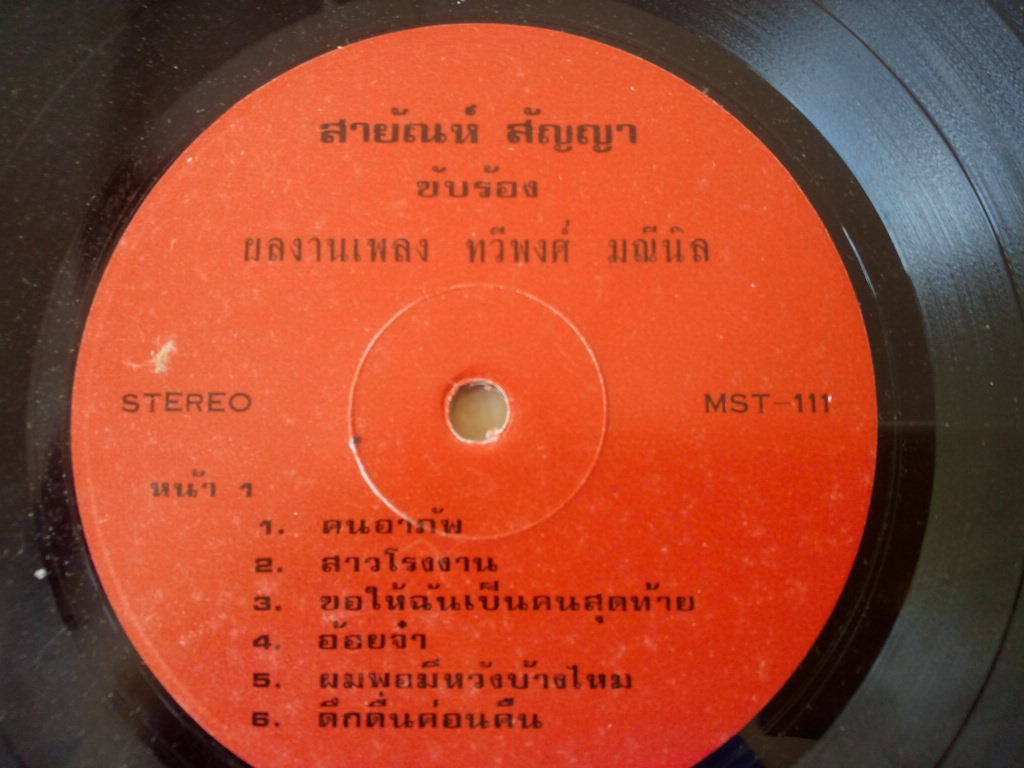 สายัณห์ สัญญา
ขับร้อง
ผลงานเพลง ทวีพงศ์ มณีนิล
STEREO
MST-111
หน้า 1
1. คนอาภัพ
2. สาวโรงงาน
3. ขอให้ฉันเป็นคนสุดท้าย
4. อ้อยจ๋า
5. ผมพอมีหวังบ้างไหม
6. ดึกดื่นค่อนคืน